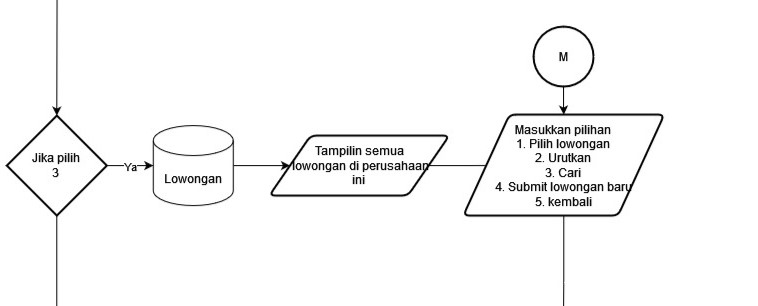 M
Jika pilih
3
Ya
Lowongan
Tampilin semua
lowongan di perusahaan
ini
Masukkan pilihan
1. Pilih lowongan
2. Urutkan
3. Cari
4. Submit lowongan baru
5. kembali